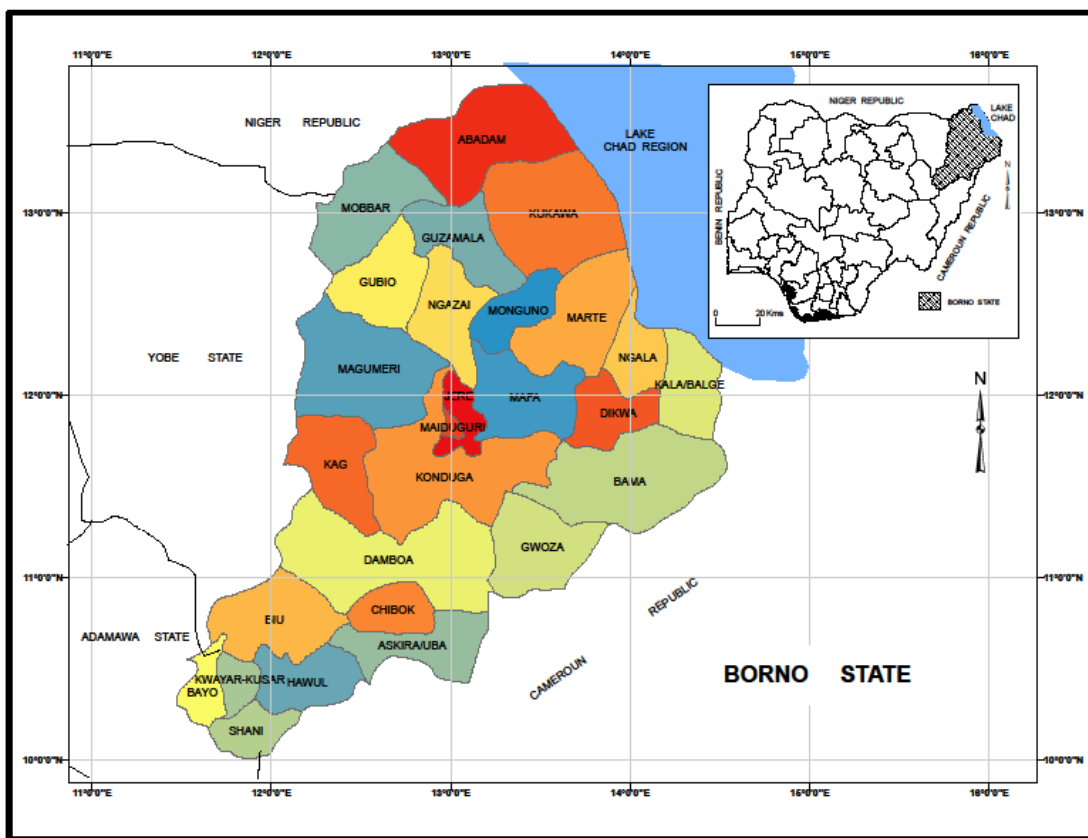 11°0'0"E 12°0'0"E 13°0'0"E 14°0'0"E 15°0'0"E 16°0'0"E
NIGER REPUBLIC
LAKE
CHAD REGION
ABADAM
13°0'0"N
MOBBAR
KUKAWA
GUZAMALA
GUBIO
NGAZAI
MONGUNO
MARTE
YOBE STATE
MAGUMERI
NGALA
KALA/BALGE
12°0'0"N
JERE
MAFA
DIKWA
MAIDUGURI
KAG
KONDUGA
BAMA
GWOZA
DAMBOA
11°0'0"N
CHIBOK
BIU
ADAMAWA STATE
ASKIRA/UBA
KWAYAR-KUSAR
HAWUL
BAYO
SHANI
10°0'0"N
CAMEROUN REPUBLIC
BORNO STATE
N
NIGER REPUBLIC
LAKE
CHAD
N
BENIN REPUBLIC
CAMEROUN REPUBLIC
BORNO STATE
0 20 Kms
13°0'0"N
12°0'0"N
11°0'0"N
10°0'0"N
11°0'0"E 12°0'0"E 13°0'0"E 14°0'0"E 15°0'0"E 16°0'0"E